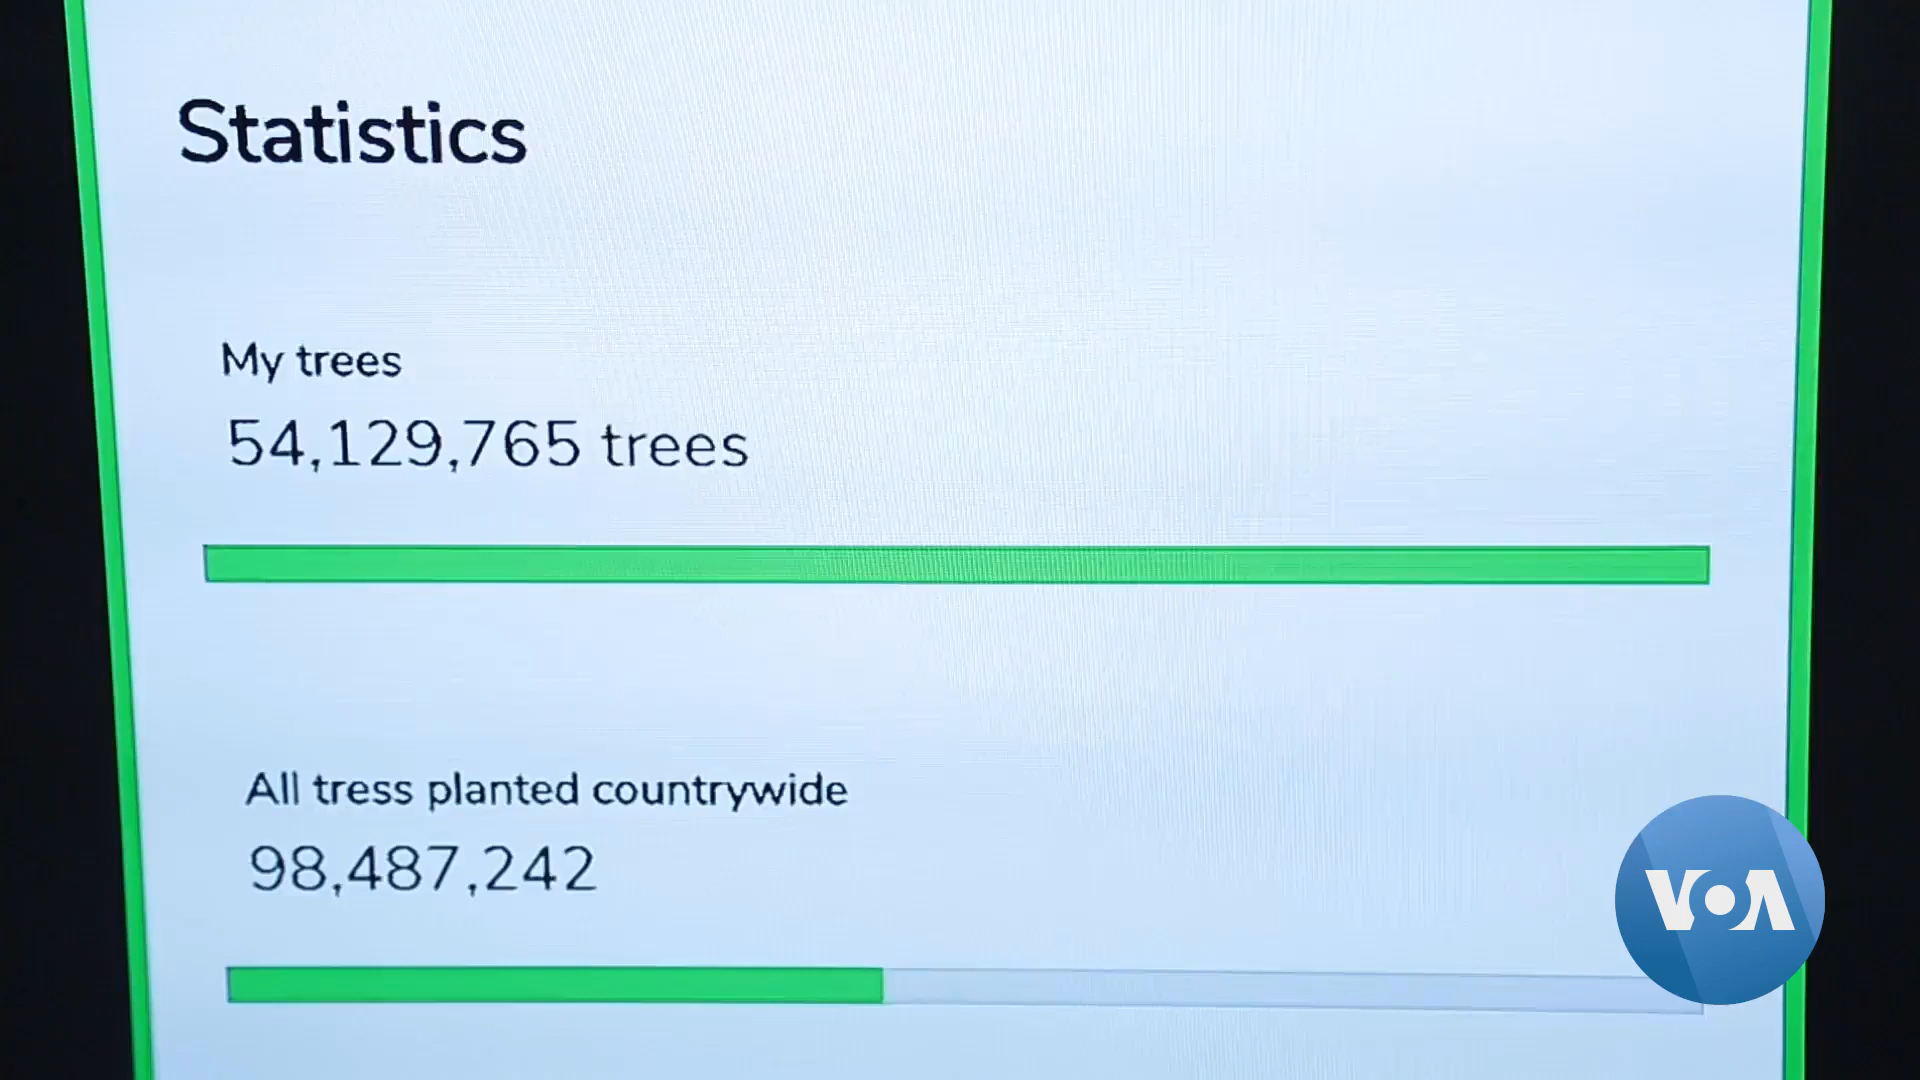 Statistics
My trees
54,129,765 trees
All tress planted countrywide
98,487,242
VOA